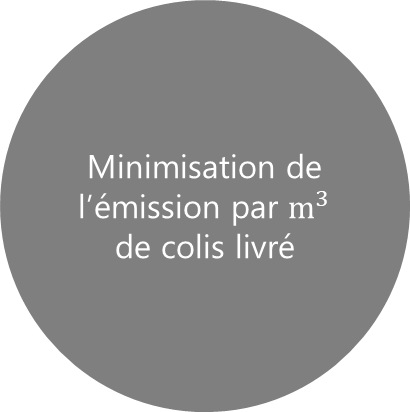 Minimisation de
l’émission par m³
de colis livré